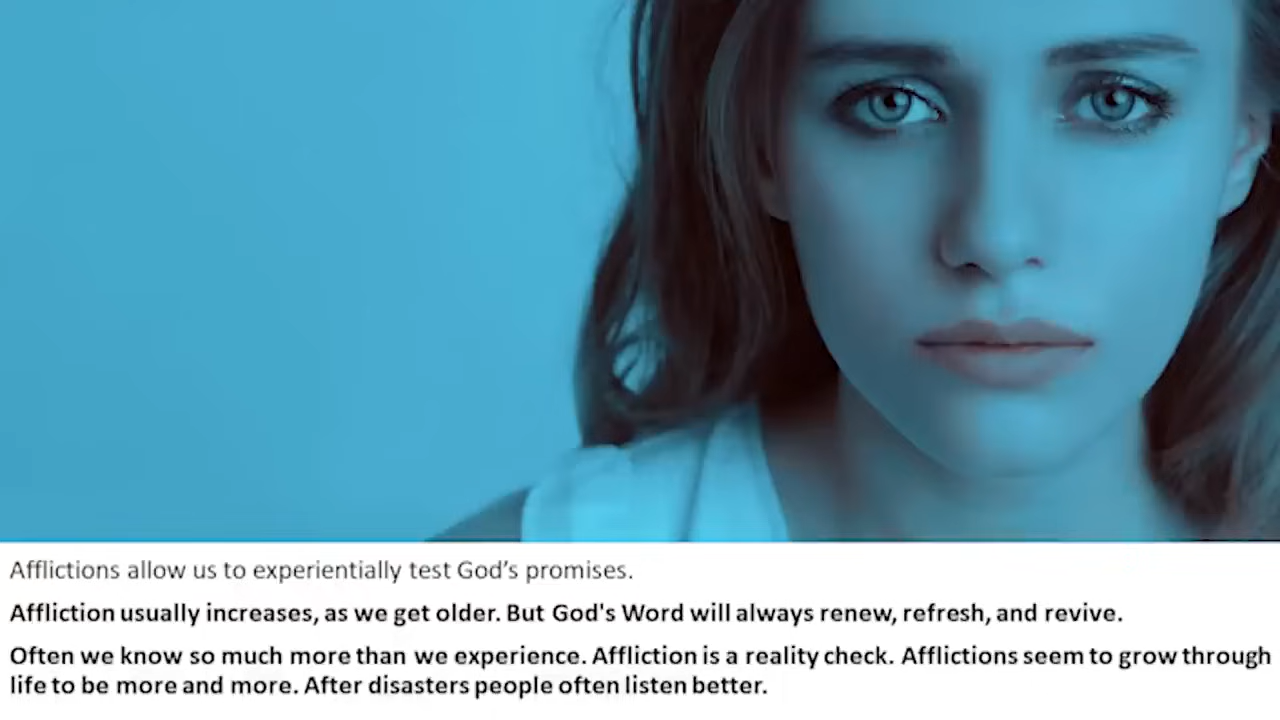 Afflictions allow us to experientially test God’s promises.
Affliction usually increases, as we get older. But God's Word will always renew, refresh, and revive.
Often we know so much more than we experience. Affliction is a reality check. Afflictions seem to grow through
life to be more and more. After disasters people often listen better.